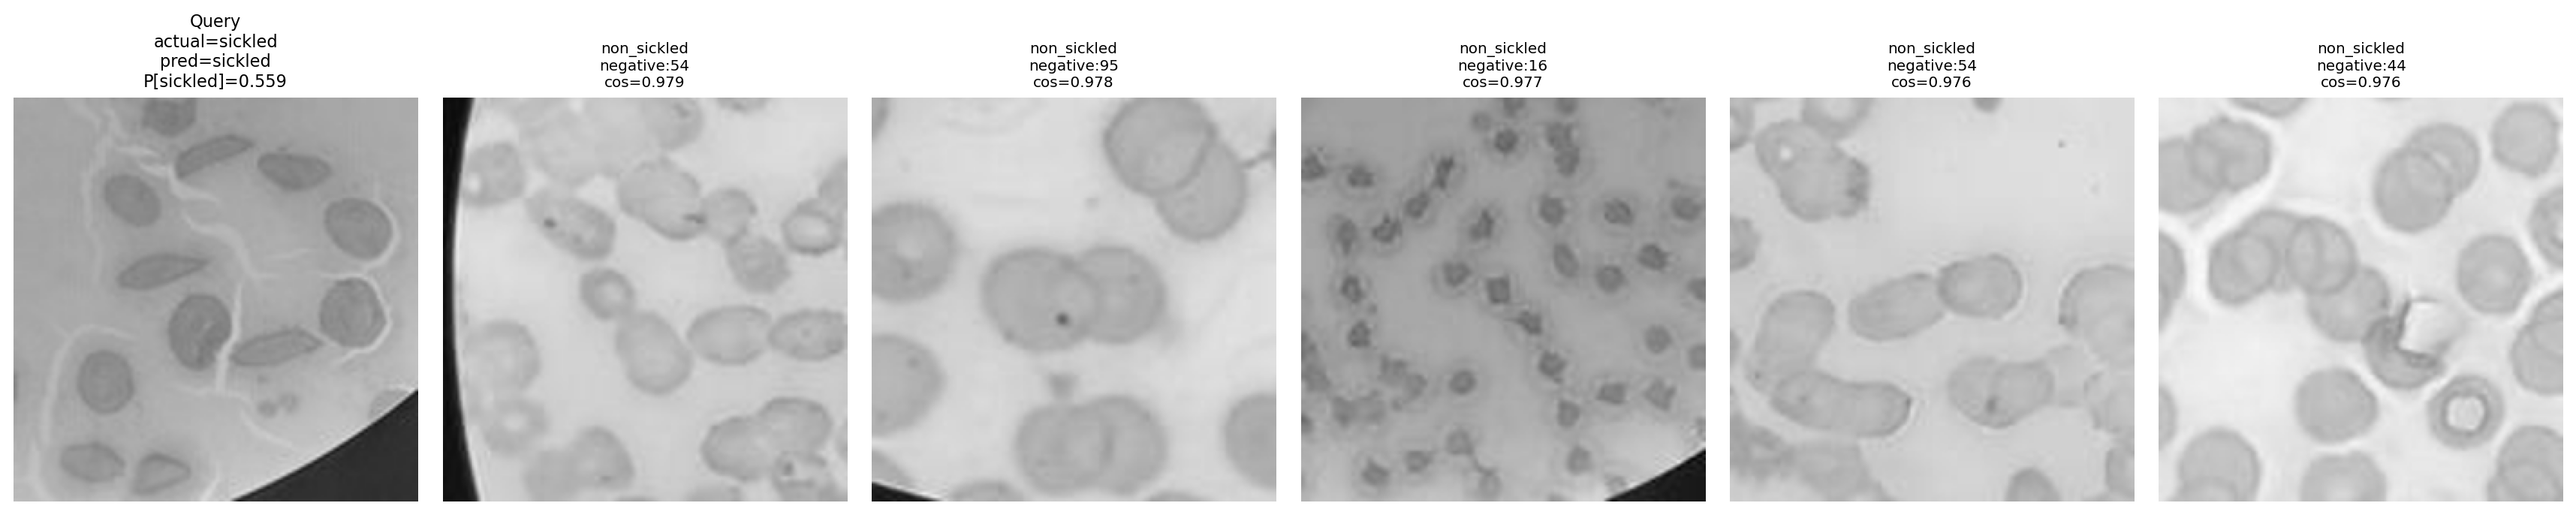 Query
actual=sickled
pred=sickled
P[sickled]=0.559
non_sickled
negative:54
cos=0.979
non_sickled
negative:95
cos=0.978
non_sickled
negative:16
cos=0.977
non_sickled
negative:54
cos=0.976
non_sickled
negative:44
cos=0.976